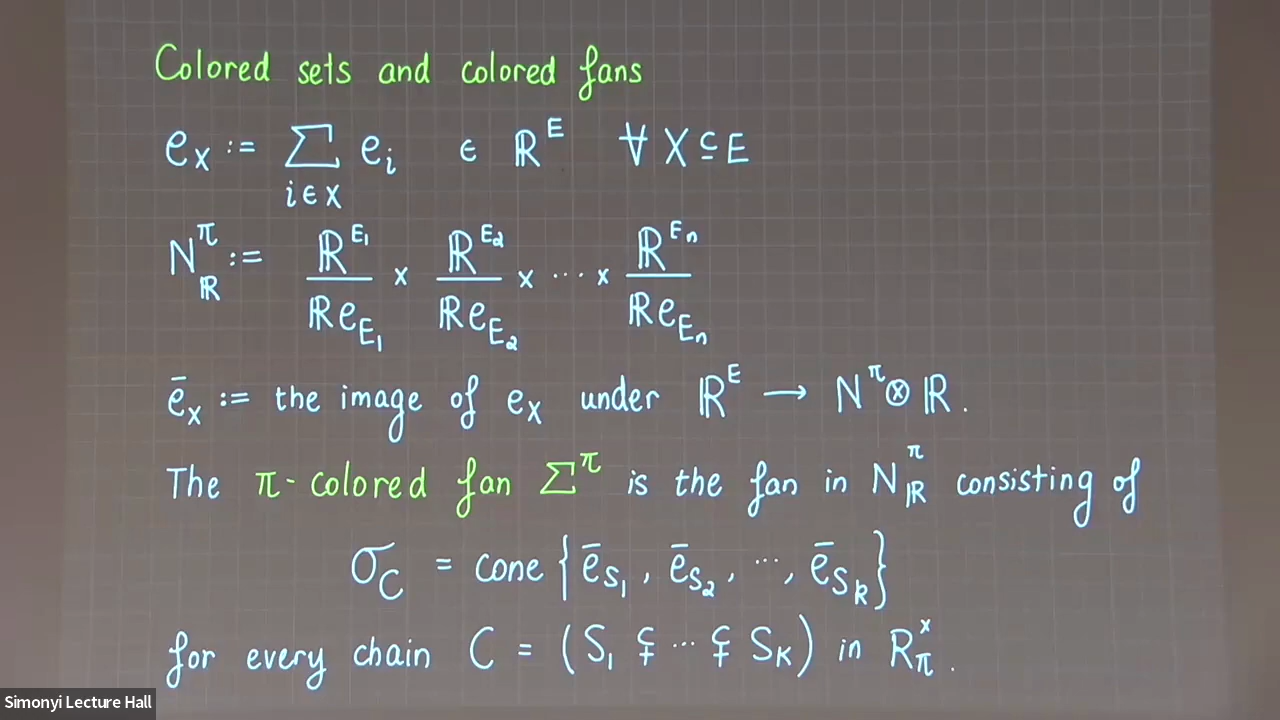 Colored sets and colored fans
e_X := ∑_{i∈X} e_i ∈ ℝ^E ∀ X ⊆ E
N^π_ℝ := ℝ^{E_1}/ℝe_{E_1} × ℝ^{E_2}/ℝe_{E_2} × ⋯ × ℝ^{E_n}/ℝe_{E_n}
ē_X := the image of e_X under ℝ^E → N^π ⊗ ℝ.
The π-colored fan Σ^π is the fan in N^π_ℝ consisting of
σ_C = cone {ē_{S_1}, ē_{S_2}, ⋯, ē_{S_k}}
for every chain C = (S_1 ⊊ ⋯ ⊊ S_k) in R^×_π.
Simonyi Lecture Hall